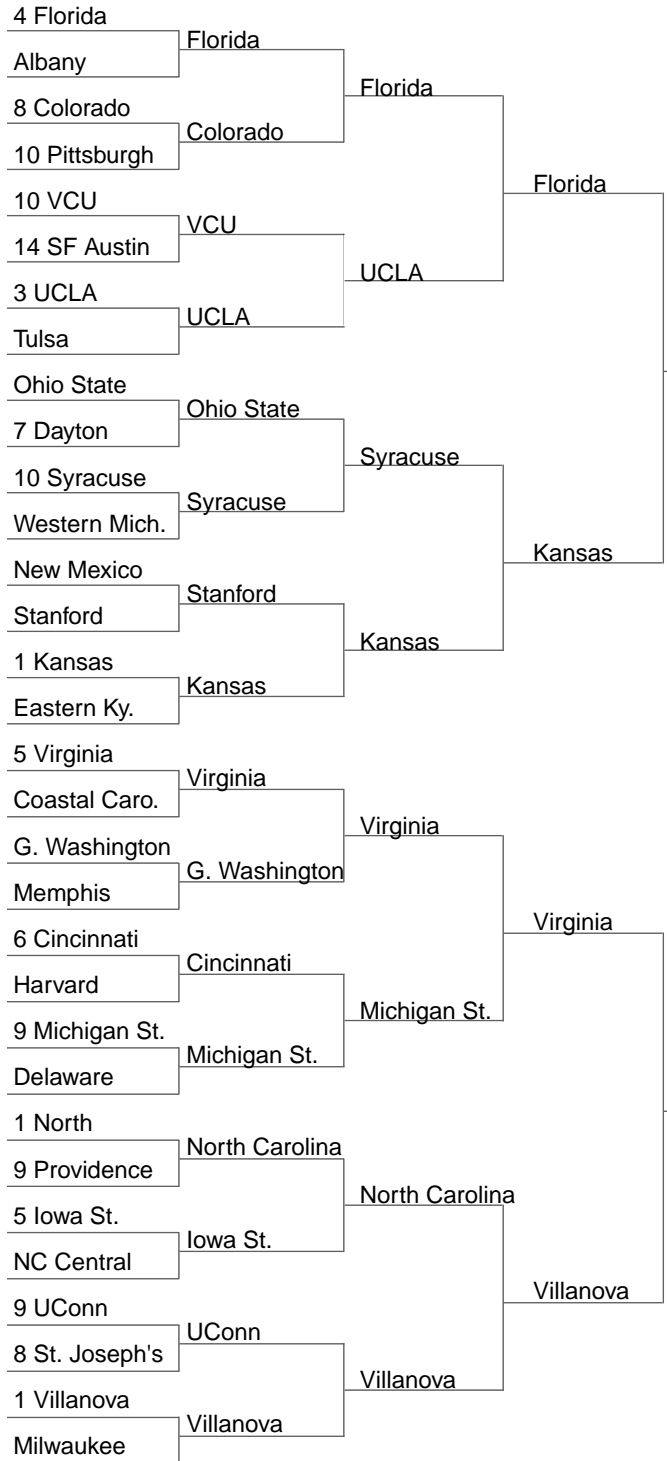 4 Florida
Albany
8 Colorado
10 Pittsburgh
10 VCU
14 SF Austin
3 UCLA
Tulsa
Ohio State
7 Dayton
10 Syracuse
Western Mich.
New Mexico
Stanford
1 Kansas
Eastern Ky.
5 Virginia
Coastal Caro.
G. Washington
Memphis
6 Cincinnati
Harvard
9 Michigan St.
Delaware
1 North
9 Providence
5 Iowa St.
NC Central
9 UConn
8 St. Joseph's
1 Villanova
Milwaukee
Florida
Colorado
VCU
UCLA
Ohio State
Syracuse
Stanford
Kansas
Virginia
G. Washington
Cincinnati
Michigan St.
North Carolina
Iowa St.
UConn
Villanova
Florida
UCLA
Syracuse
Kansas
Virginia
Michigan St.
North Carolina
Villanova
Florida
Kansas
Virginia
Villanova